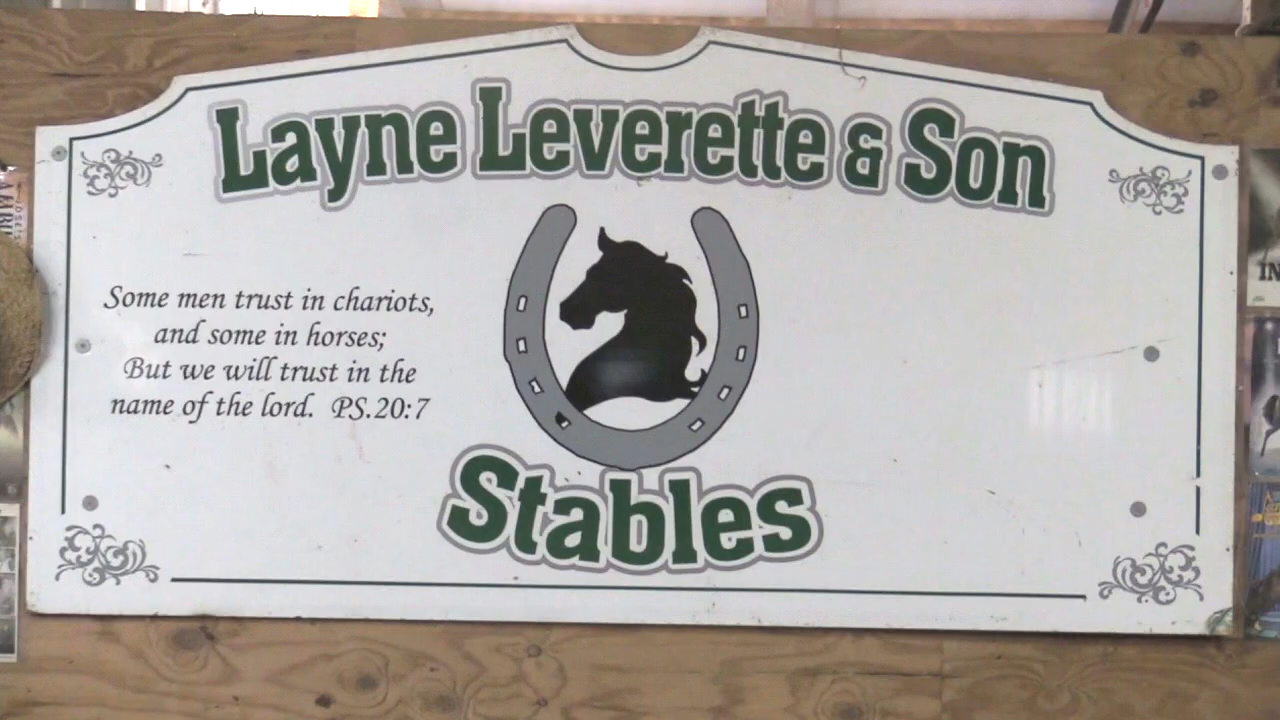 Layne Leverette & Son
Some men trust in chariots,
and some in horses;
But we will trust in the
name of the lord. PS.20:7
Stables